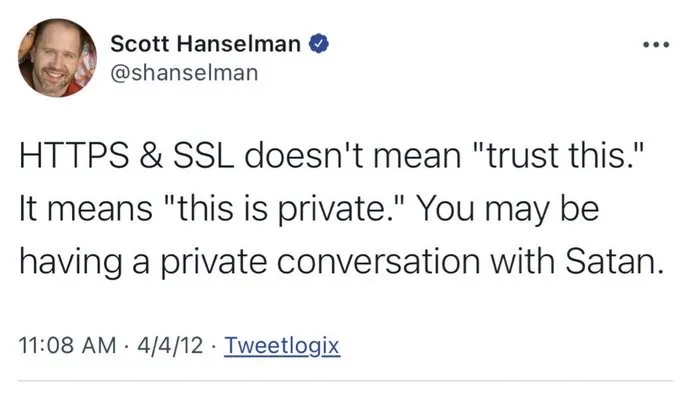 Scott Hanselman
@shanselman
HTTPS & SSL doesn't mean "trust this."
It means "this is private." You may be
having a private conversation with Satan.
11:08 AM · 4/4/12 · Tweetlogix